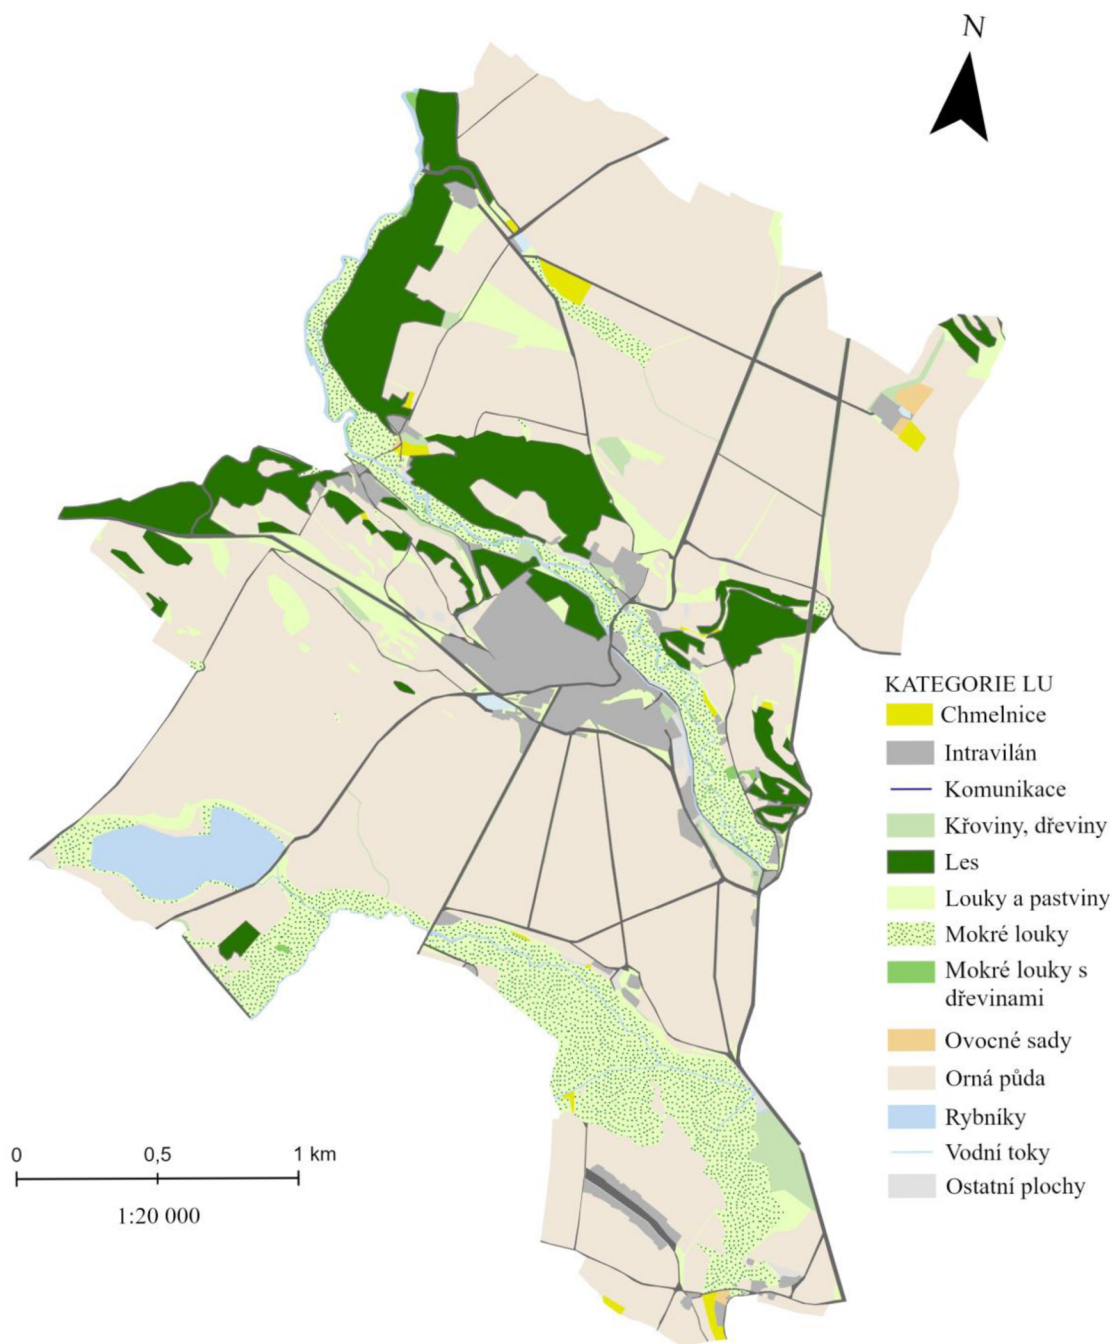 N
KATEGORIE LU
Chmelnice
Intravilán
Komunikace
Křoviny, dřeviny
Les
Louky a pastviny
Mokré louky
Mokré louky s
dřevinami
Ovocné sady
Orná půda
Rybníky
Vodní toky
Ostatní plochy
0 0,5 1 km
1:20 000